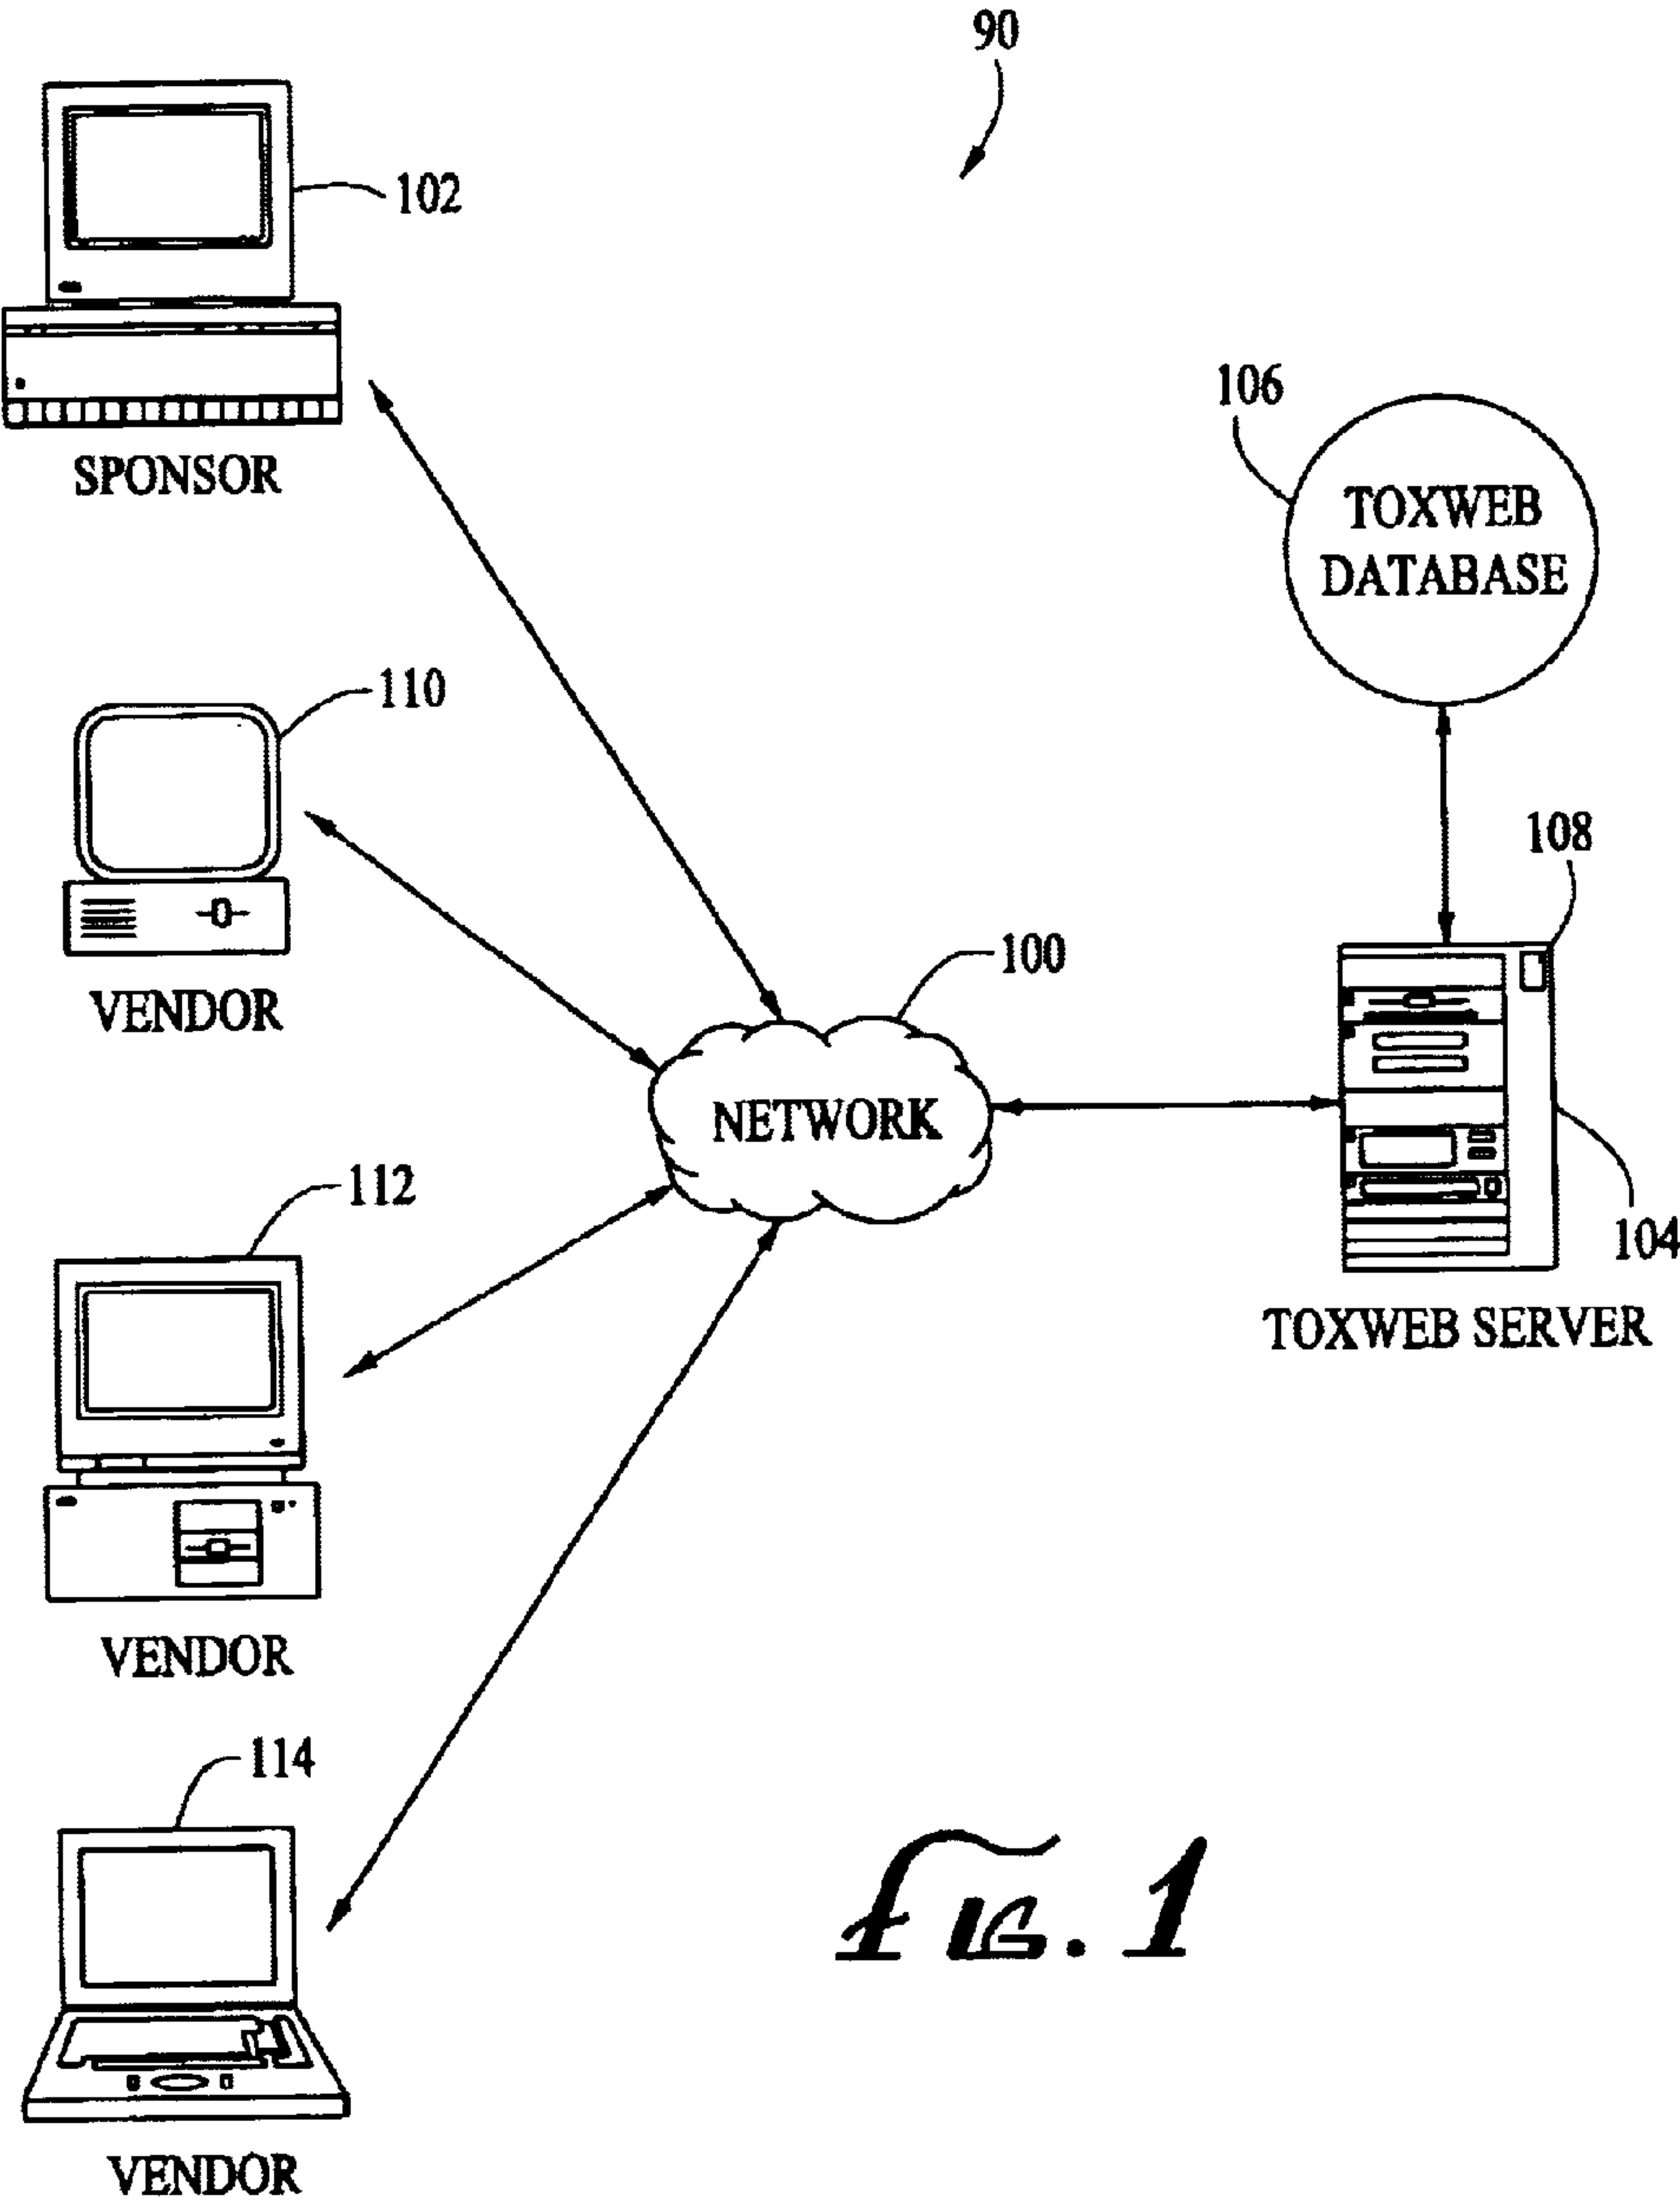 90
102
SPONSOR
106
TOXWEB
DATABASE
110
VENDOR
108
100
NETWORK
112
104
TOXWEB SERVER
VENDOR
114
FIG. 1
VENDOR